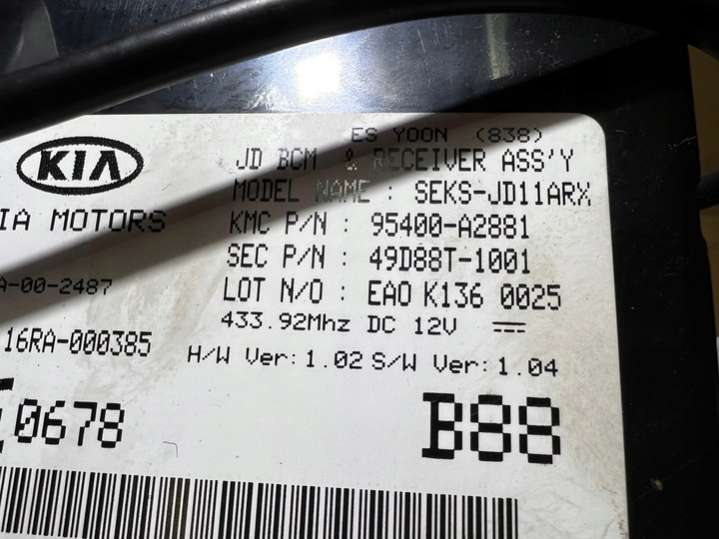 ES YOON (838)
KIA
JD BCM & RECEIVER ASS'Y
MODEL NAME : SEKS-JD11ARX
IA MOTORS
KMC P/N : 95400-A2881
SEC P/N : 49D88T-1001
A-00-2487
LOT N/O : EAO K136 0025
433.92Mhz DC 12V
16RA-000385
H/W Ver: 1.02 S/W Ver: 1.04
0678
B88